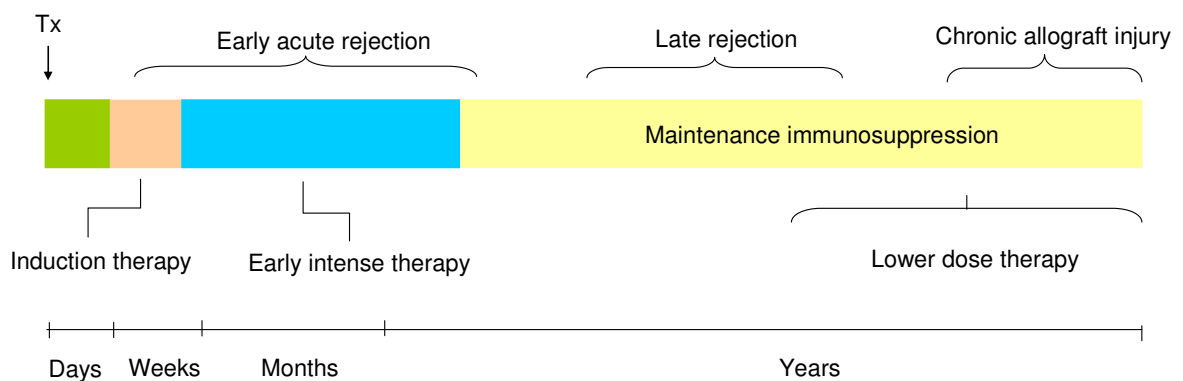 Tx
Early acute rejection
Late rejection
Chronic allograft injury
Maintenance immunosuppression
Induction therapy
Early intense therapy
Lower dose therapy
Days
Weeks
Months
Years